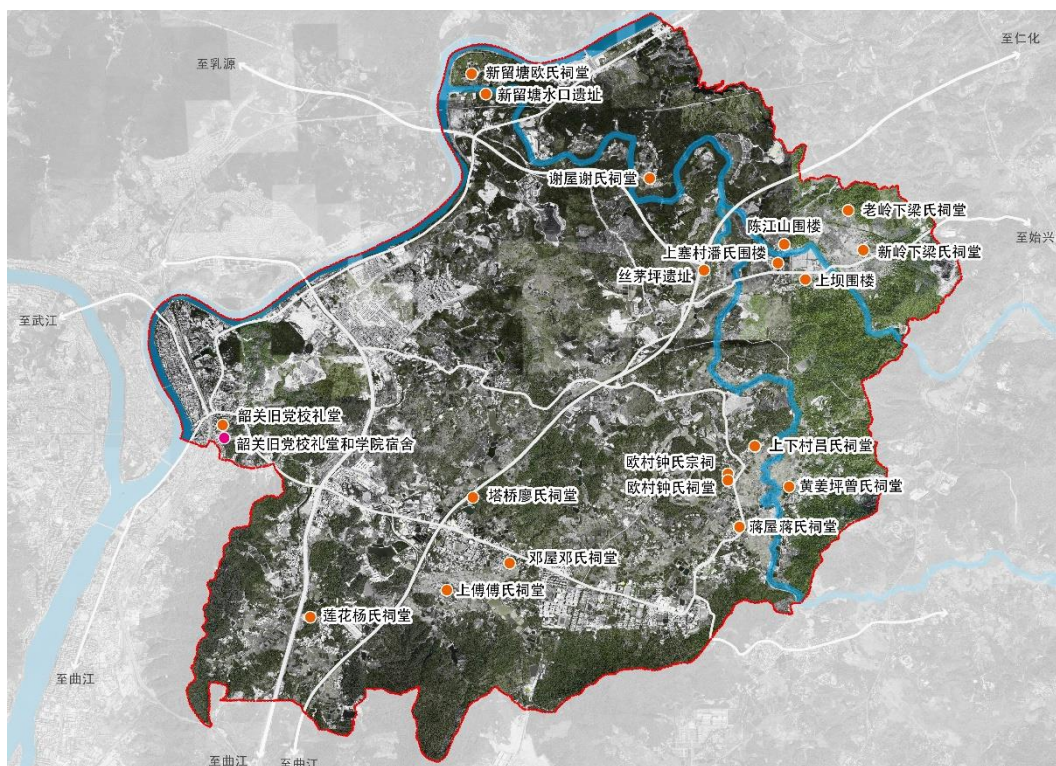 至仁化
至乳源
新留塘欧氏祠堂
新留塘水口遗址
谢屋谢氏祠堂
老岭下梁氏祠堂
陈江山围楼
至始兴
上塞村潘氏围楼
新岭下梁氏祠堂
丝茅坪遗址
上坝围楼
至武江
韶关旧党校礼堂
韶关旧党校礼堂和学院宿舍
上下村吕氏祠堂
欧村钟氏宗祠
欧村钟氏祠堂
黄姜坪曾氏祠堂
塔桥廖氏祠堂
蒋屋蒋氏祠堂
邓屋邓氏祠堂
上傅傅氏祠堂
莲花杨氏祠堂
至曲江
至曲江
至曲江